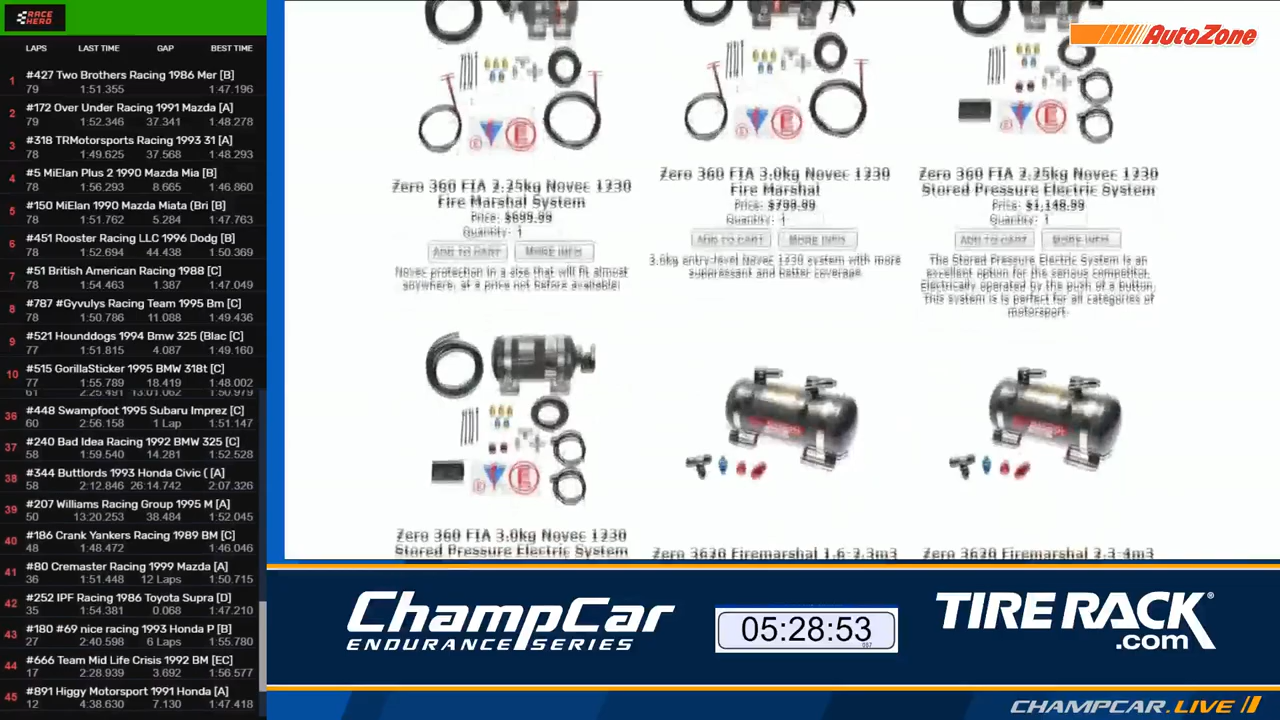 RACE HERO
LAPS LAST TIME GAP BEST TIME
1 #427 Two Brothers Racing 1986 Mer [B]
79 1:51.355 1:47.196
2 #172 Over Under Racing 1991 Mazda [A]
79 1:52.346 37.341 1:48.278
3 #318 TRMotorsports Racing 1993 31 [A]
78 1:49.625 37.568 1:48.293
4 #5 MiElan Plus 2 1990 Mazda Mia [B]
78 1:56.293 8.665 1:46.860
5 #150 MiElan 1990 Mazda Miata (Bri [B]
78 1:51.762 5.284 1:47.763
6 #484 Rooster Racing LLC 1996 Dodg [B]
78 1:52.694 44.438 1:50.369
7 #51 British American Racing 1988 [C]
78 1:54.463 1.387 1:47.049
8 #787 #Gyvulys Racing Team 1995 Bm [C]
78 1:50.786 11.088 1:49.436
9 #521 Hounddogs 1994 Bmw 325 (Blac [C]
77 1:51.815 4.087 1:49.160
10 #515 GorillaSticker 1995 BMW 318t [C]
77 1:55.789 18.419 1:48.002
61 2:25.491 13:01.062 1:50.979
36 #448 Swampfoot 1995 Subaru Imprez [C]
60 2:56.158 1 Lap 1:51.147
37 #240 Bad Idea Racing 1992 BMW 325 [C]
58 1:59.540 14.281 1:52.528
38 #344 Buttlords 1993 Honda Civic ( [A]
58 2:12.846 26:14.742 2:07.326
39 #207 Williams Racing Group 1995 M [A]
50 13:20.253 38.484 1:52.045
40 #186 Crank Yankers Racing 1989 BM [C]
48 1:48.472 1:46.046
41 #80 Cremaster Racing 1999 Mazda [A]
36 1:51.448 12 Laps 1:50.715
42 #252 IPF Racing 1986 Toyota Supra [D]
35 1:54.381 0.068 1:47.210
43 #180 #69 nice racing 1993 Honda P [B]
27 2:40.598 6 Laps 1:55.780
44 #666 Team Mid Life Crisis 1992 BM [EC]
17 2:28.939 3.692 1:56.577
45 #891 Higgy Motorsport 1991 Honda [A]
12 4:38.630 7.130 1:47.418
AutoZone
Zero 360 FIA 2.25kg Novec 1230
Fire Marshal System
Price: $699.99
Quantity: 1
ADD TO CART MORE INFO
Novec protection in a size that will fit almost
anywhere, at a price not before available!
Zero 360 FIA 3.0kg Novec 1230
Fire Marshal
Price: $799.99
Quantity: 1
ADD TO CART MORE INFO
3.0kg entry-level Novec 1230 system with more
suppressant and better coverage.
Zero 360 FIA 2.25kg Novec 1230
Stored Pressure Electric System
Price: $1,148.99
Quantity: 1
ADD TO CART MORE INFO
The Stored Pressure Electric System is an
excellent option for the serious competitor.
Electrically operated by the push of a button.
This system is is perfect for all categories of
motorsport.
Zero 360 FIA 3.0kg Novec 1230
Stored Pressure Electric System
Zero 3620 Firemarshal 1.6-2.3m3
Zero 3620 Firemarshal 2.3-4m3
ChampCar
ENDURANCE SERIES
05:28:53
TIRE RACK
.com
CHAMPCAR.LIVE